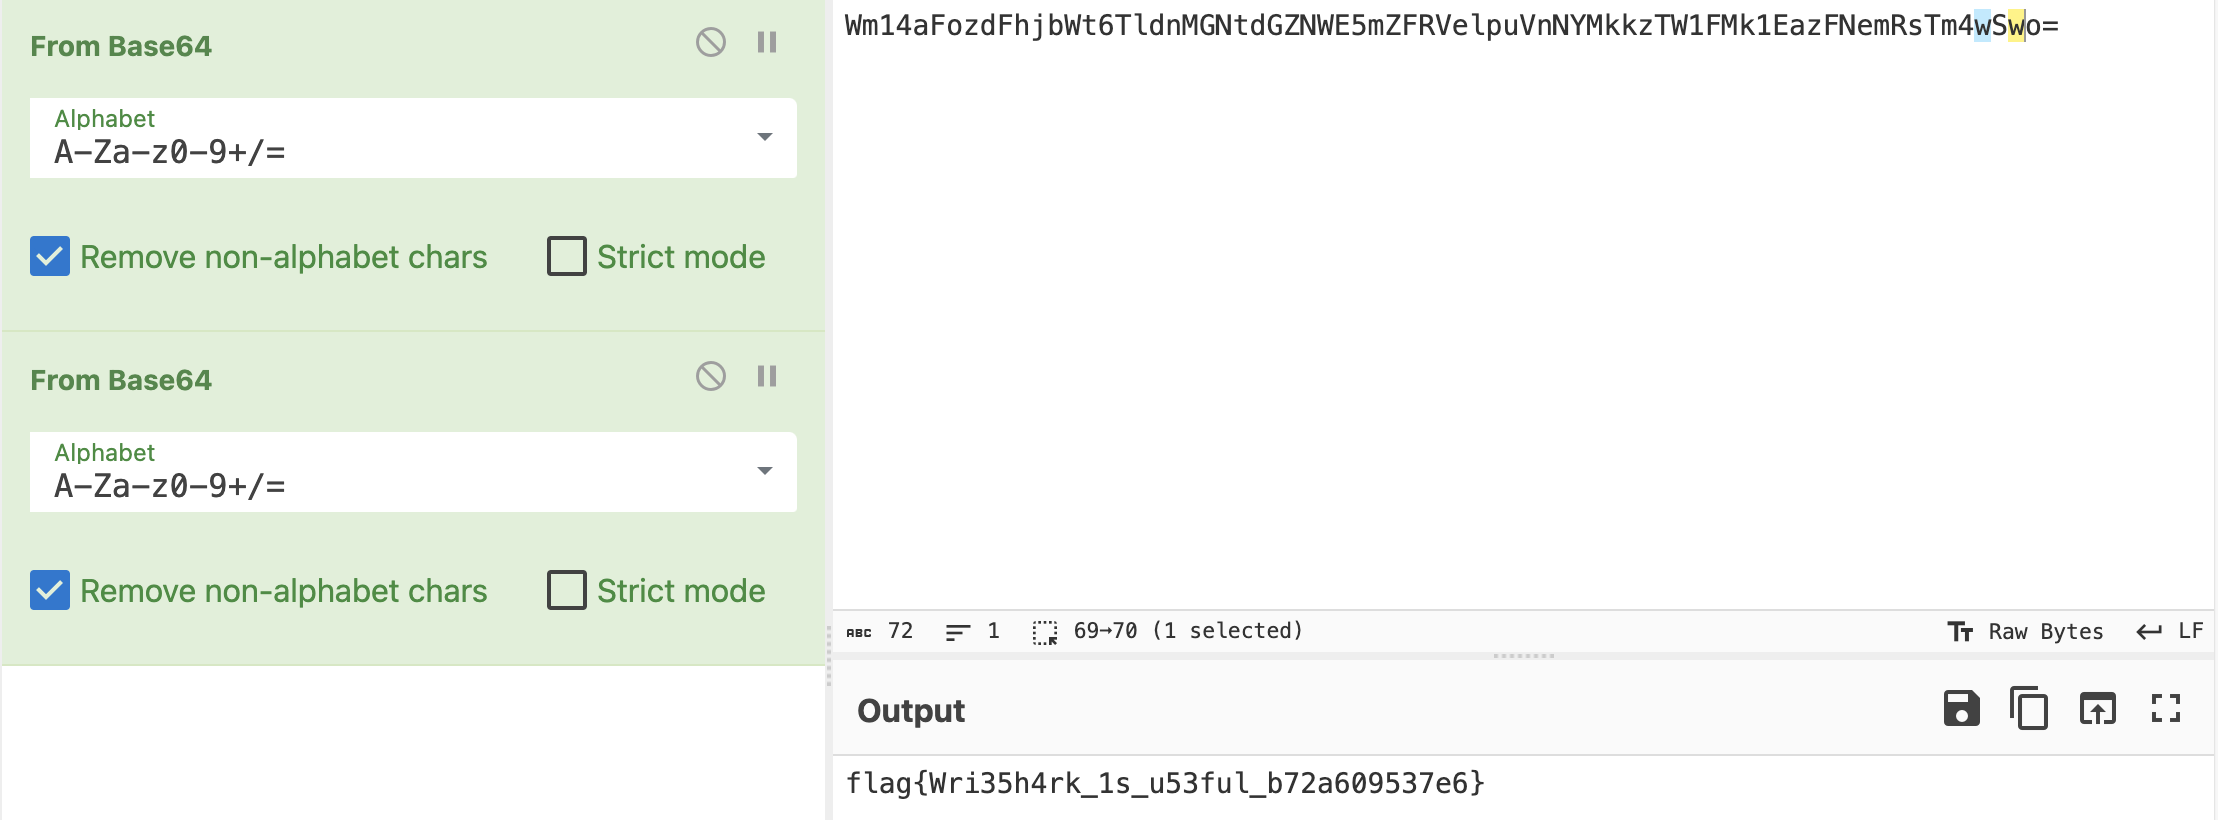 From Base64
Alphabet
A-Za-z0-9+/=
Remove non-alphabet chars
Strict mode
From Base64
Alphabet
A-Za-z0-9+/=
Remove non-alphabet chars
Strict mode
Wm14aFozdFhjbWt6TldnMGNtdGZNWE5mZFRVelpuVnNYMkkzTW1FMk1EazFNemRsTm4wSwo=
ABC 72 1 69→70 (1 selected) Raw Bytes LF
Output
flag{Wri35h4rk_1s_u53ful_b72a609537e6}